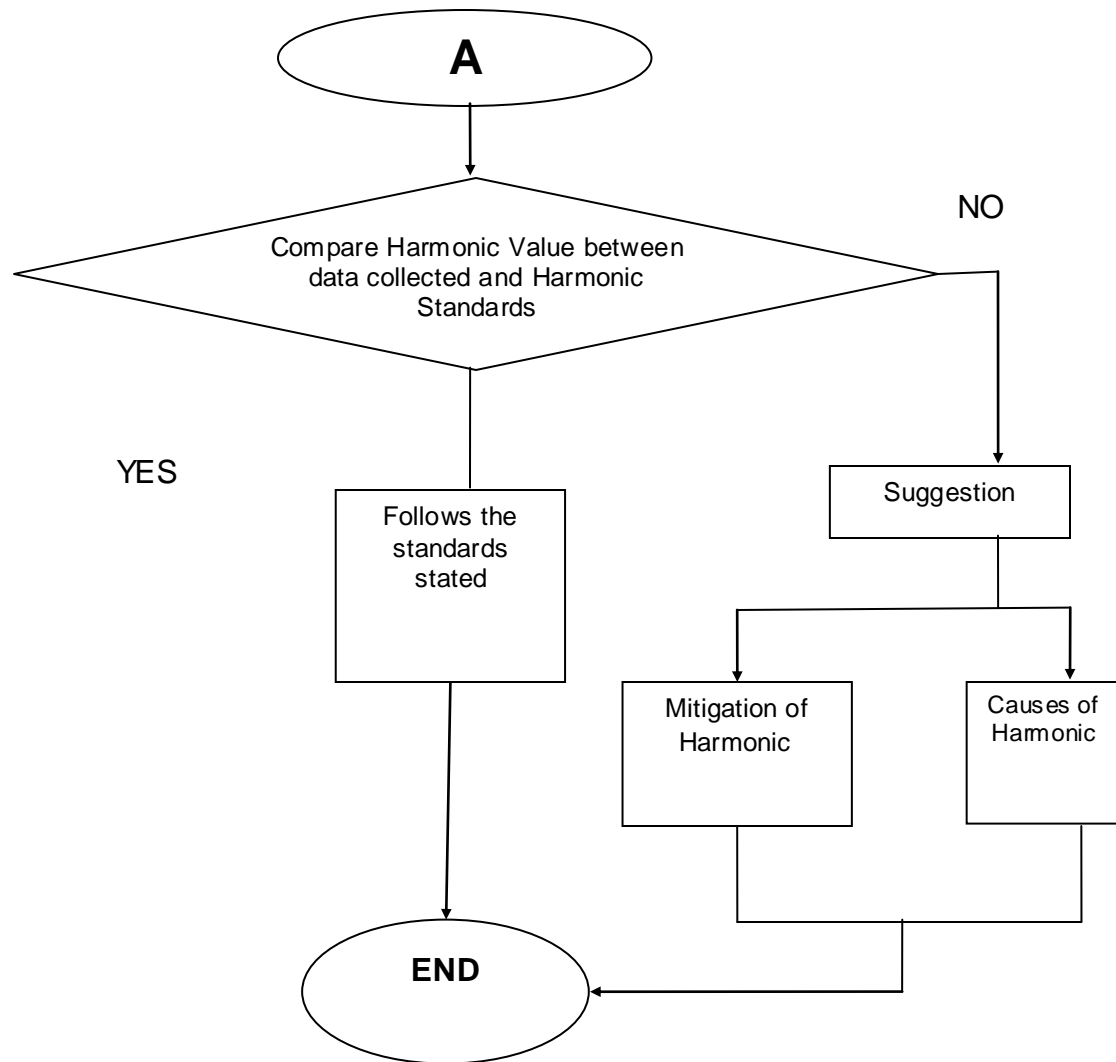 A
NO
Compare Harmonic Value between
data collected and Harmonic
Standards
YES
Suggestion
Follows the
standards
stated
Mitigation of
Harmonic
Causes of
Harmonic
END